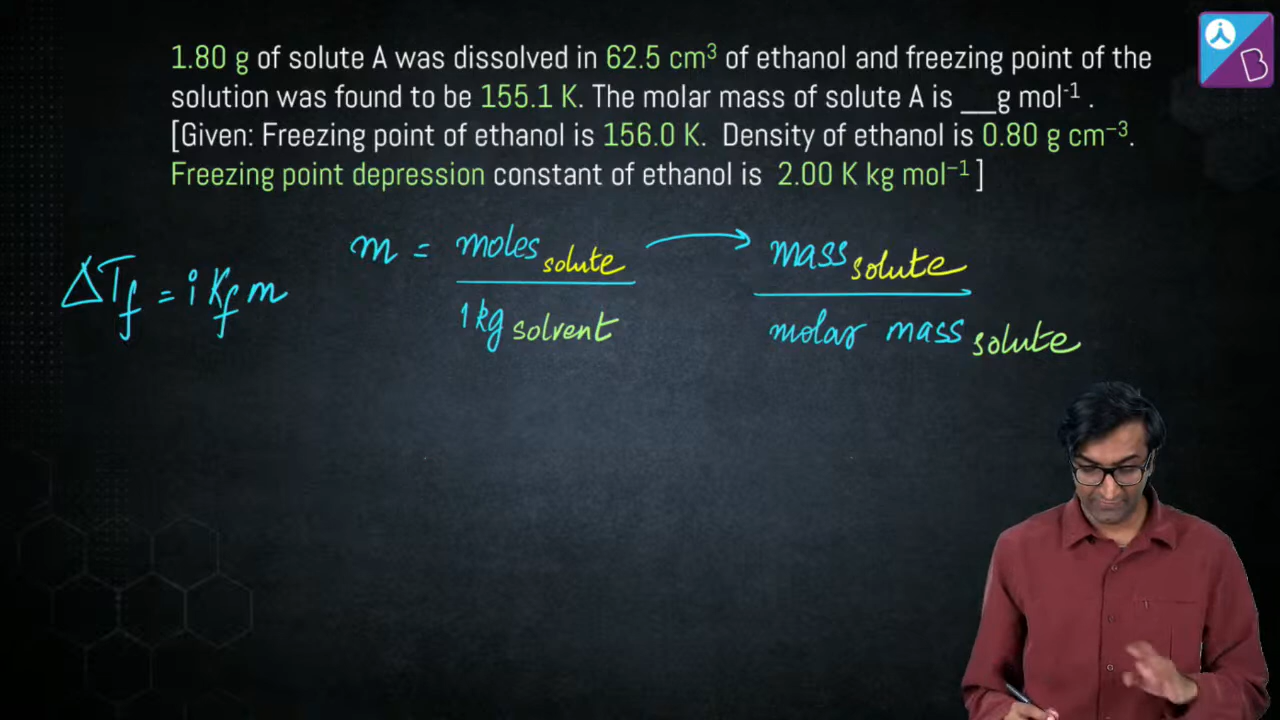 1.80 g of solute A was dissolved in 62.5 cm³ of ethanol and freezing point of the
solution was found to be 155.1 K. The molar mass of solute A is __g mol⁻¹ .
[Given: Freezing point of ethanol is 156.0 K. Density of ethanol is 0.80 g cm⁻³.
Freezing point depression constant of ethanol is 2.00 K kg mol⁻¹ ]
ΔT_f = i K_f m
m = moles solute / 1 kg solvent
mass solute / molar mass solute
B